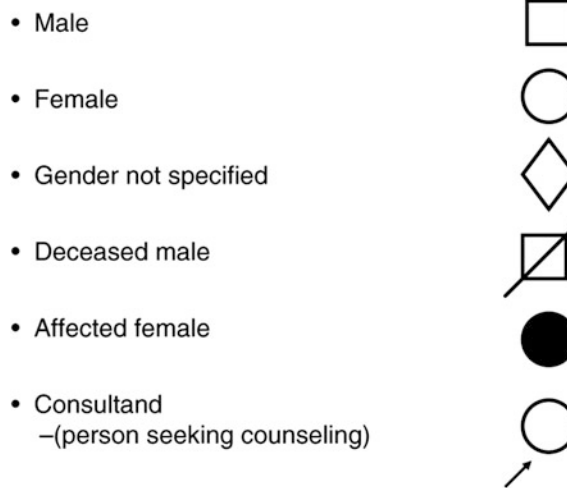 • Male
• Female
• Gender not specified
• Deceased male
• Affected female
• Consultand
–(person seeking counseling)